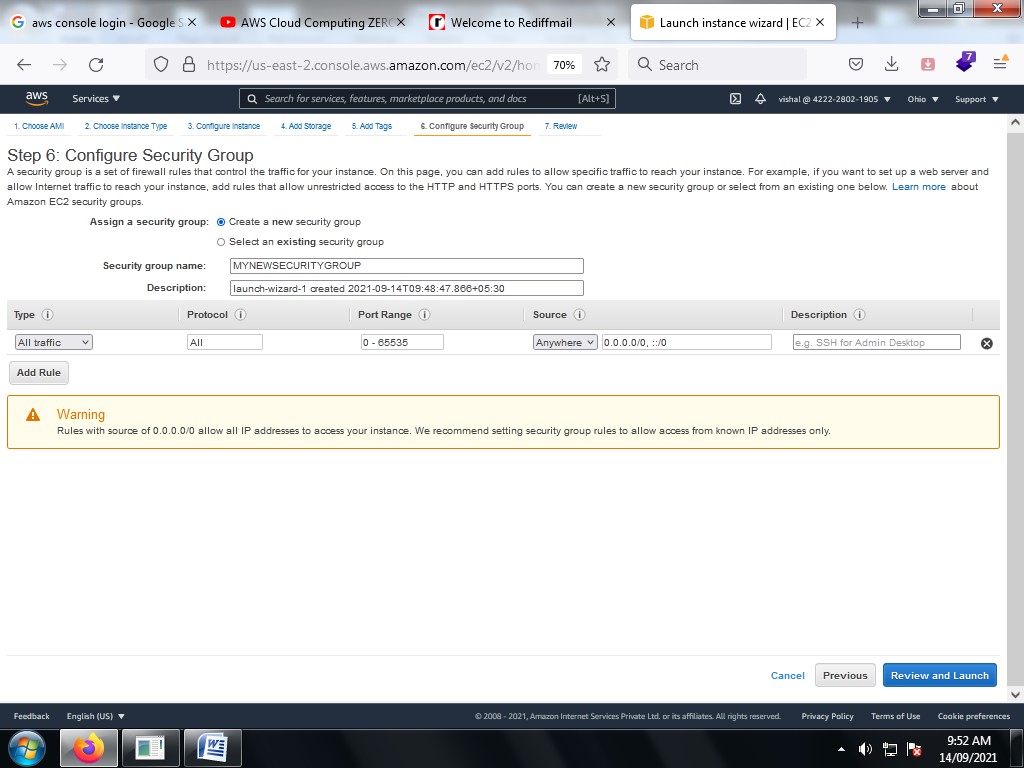 aws console login - Google S
AWS Cloud Computing ZERO
Welcome to Rediffmail
Launch instance wizard | EC2
https://us-east-2.console.aws.amazon.com/ec2/v2/hom
70%
Search
7
aws
Services
Search for services, features, marketplace products, and docs
[Alt+S]
vishal @ 4222-2802-1905
Ohio
Support
1. Choose AMI
2. Choose Instance Type
3. Configure Instance
4. Add Storage
5. Add Tags
6. Configure Security Group
7. Review
Step 6: Configure Security Group
A security group is a set of firewall rules that control the traffic for your instance. On this page, you can add rules to allow specific traffic to reach your instance. For example, if you want to set up a web server and
allow Internet traffic to reach your instance, add rules that allow unrestricted access to the HTTP and HTTPS ports. You can create a new security group or select from an existing one below. Learn more about
Amazon EC2 security groups.
Assign a security group: Create a new security group
Select an existing security group
Security group name: MYNEWSECURITYGROUP
Description: launch-wizard-1 created 2021-09-14T09:48:47.866+05:30
Type i Protocol i Port Range i Source i Description i
All traffic All 0 - 65535 Anywhere 0.0.0.0/0, ::/0 e.g. SSH for Admin Desktop
Add Rule
Warning
Rules with source of 0.0.0.0/0 allow all IP addresses to access your instance. We recommend setting security group rules to allow access from known IP addresses only.
Cancel Previous Review and Launch
Feedback English (US) © 2008 - 2021, Amazon Internet Services Private Ltd. or its affiliates. All rights reserved. Privacy Policy Terms of Use Cookie preferences
9:52 AM
14/09/2021